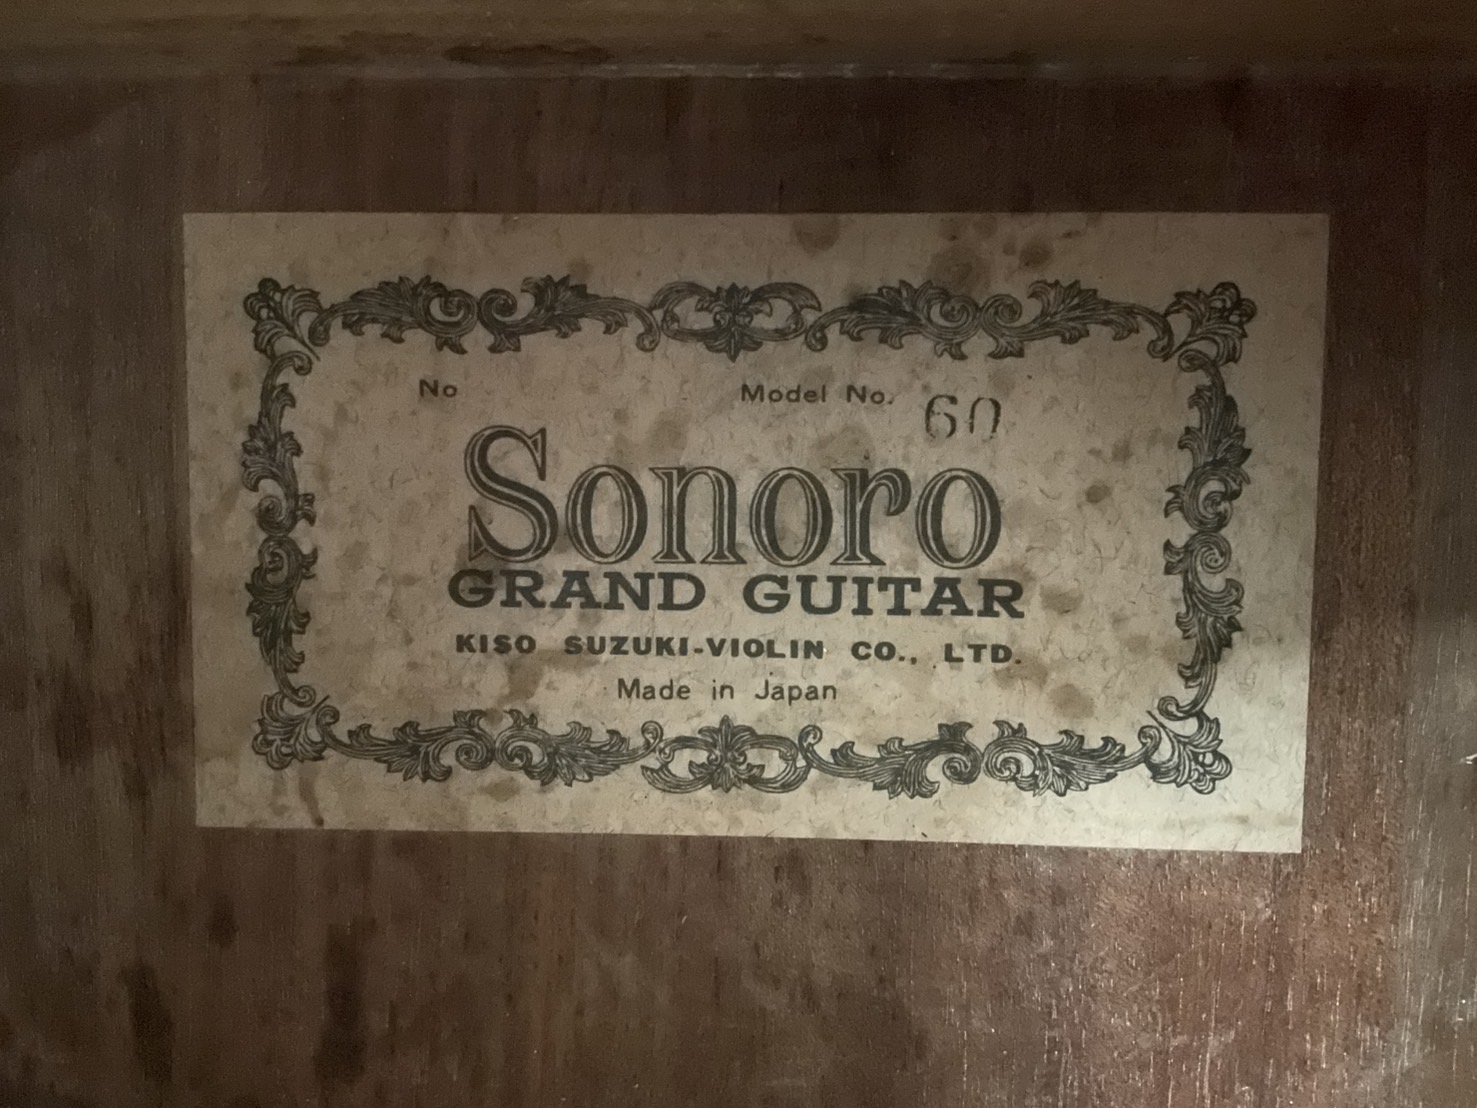 No Model No. 60
Sonoro
GRAND GUITAR
KISO SUZUKI-VIOLIN CO., LTD.
Made in Japan